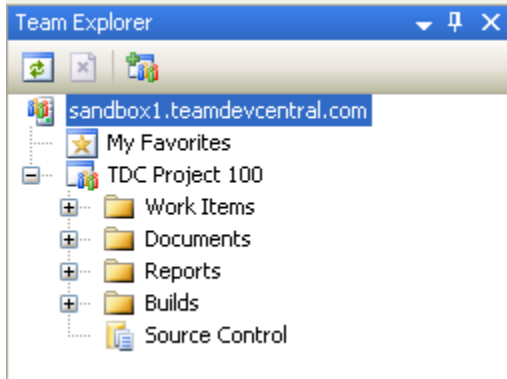 Team Explorer
sandbox1.teamdevcentral.com
My Favorites
TDC Project 100
Work Items
Documents
Reports
Builds
Source Control